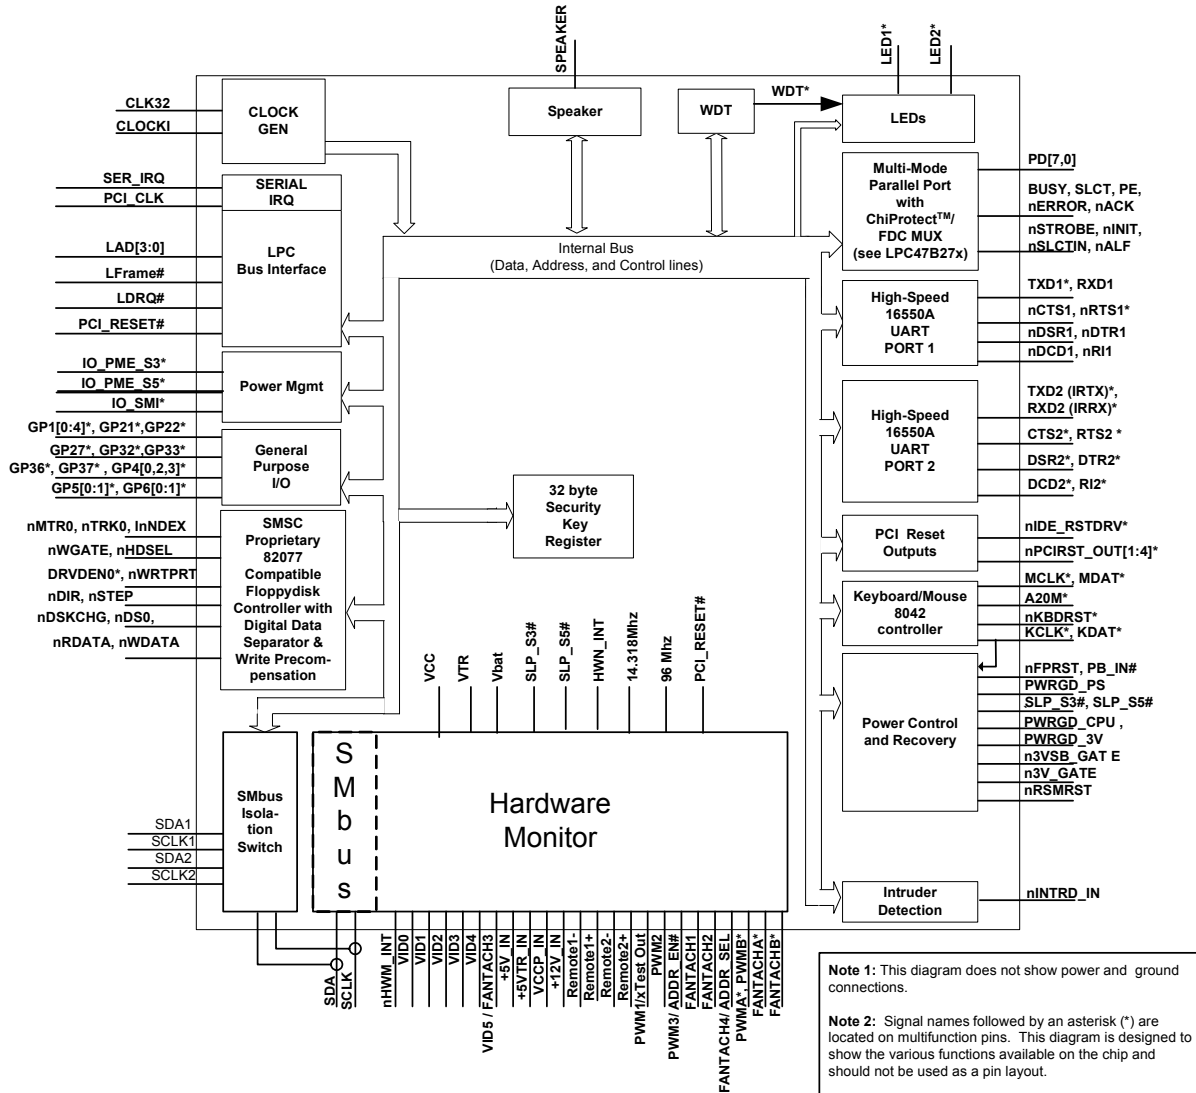 SPEAKER
LED1*
LED2*
CLK32
CLOCKI
CLOCK
GEN
Speaker
WDT
WDT*
LEDs
SER_IRQ
PCI_CLK
SERIAL
IRQ
LAD[3:0]
LFrame#
LDRQ#
PCI_RESET#
LPC
Bus Interface
Internal Bus
(Data, Address, and Control lines)
Multi-Mode
Parallel Port
with
ChiProtectTM/
FDC MUX
(see LPC47B27x)
PD[7,0]
BUSY, SLCT, PE,
nERROR, nACK
nSTROBE, nINIT,
nSLCTIN, nALF
High-Speed
16550A
UART
PORT 1
TXD1*, RXD1
nCTS1, nRTS1*
nDSR1, nDTR1
nDCD1, nRI1
IO_PME_S3*
IO_PME_S5*
IO_SMI*
Power Mgmt
High-Speed
16550A
UART
PORT 2
TXD2 (IRTX)*,
RXD2 (IRRX)*
CTS2*, RTS2 *
DSR2*, DTR2*
DCD2*, RI2*
GP1[0:4]*, GP21*,GP22*
GP27*, GP32*,GP33*
GP36*, GP37* , GP4[0,2,3]*
GP5[0:1]*, GP6[0:1]*
General
Purpose
I/O
32 byte
Security
Key
Register
nMTR0, nTRK0, InNDEX
nWGATE, nHDSEL
DRVDEN0*, nWRTPRT
nDIR, nSTEP
nDSKCHG, nDS0,
nRDATA, nWDATA
SMSC
Proprietary
82077
Compatible
Floppydisk
Controller with
Digital Data
Separator &
Write Precom-
pensation
PCI Reset
Outputs
nIDE_RSTDRV*
nPCIRST_OUT[1:4]*
Keyboard/Mouse
8042
controller
MCLK*, MDAT*
A20M*
nKBDRST*
KCLK*, KDAT*
Power Control
and Recovery
nFPRST, PB_IN#
PWRGD_PS
SLP_S3#, SLP_S5#
PWRGD_CPU ,
PWRGD_3V
n3VSB_GAT E
n3V_GATE
nRSMRST
VCC
VTR
Vbat
SLP_S3#
SLP_S5#
HWN_INT
14.318Mhz
96 Mhz
PCI_RESET#
SMbus
Isola-
tion
Switch
SDA1
SCLK1
SDA2
SCLK2
SMbus
Hardware
Monitor
Intruder
Detection
nINTRD_IN
SDA
SCLK
nHWM_INT
VID0
VID1
VID2
VID3
VID4
VID5 / FANTACH3
+5V_IN
+5VTR_IN
VCCP_IN
+12V_IN
Remote1-
Remote1+
Remote2-
Remote2+
PWM1/xTest Out
PWM2
PWM3/ ADDR_EN#
FANTACH1
FANTACH2
FANTACH4/ ADDR_SEL
PWMA*, PWMB*
FANTACHA*
FANTACHB*
Note 1: This diagram does not show power and ground
connections.
Note 2: Signal names followed by an asterisk (*) are
located on multifunction pins. This diagram is designed to
show the various functions available on the chip and
should not be used as a pin layout.